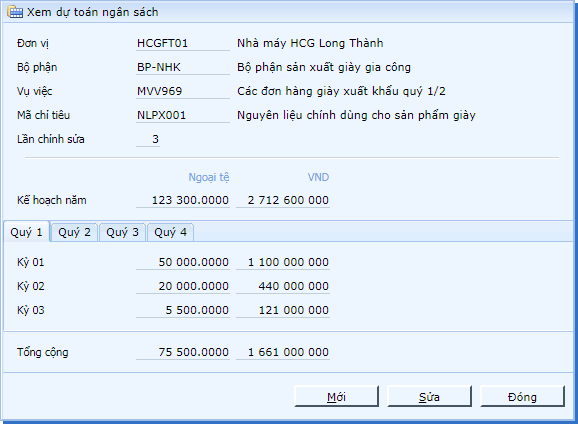 Xem dự toán ngân sách
Đơn vị HCGFT01 Nhà máy HCG Long Thành
Bộ phận BP-NHK Bộ phận sản xuất giày gia công
Vụ việc MVV969 Các đơn hàng giày xuất khẩu quý 1/2
Mã chỉ tiêu NLPX001 Nguyên liệu chính dùng cho sản phẩm giày
Lần chỉnh sửa 3
Ngoại tệ VND
Kế hoạch năm 123 300.0000 2 712 600 000
Quý 1 Quý 2 Quý 3 Quý 4
Kỳ 01 50 000.0000 1 100 000 000
Kỳ 02 20 000.0000 440 000 000
Kỳ 03 5 500.0000 121 000 000
Tổng cộng 75 500.0000 1 661 000 000
Mới Sửa Đóng